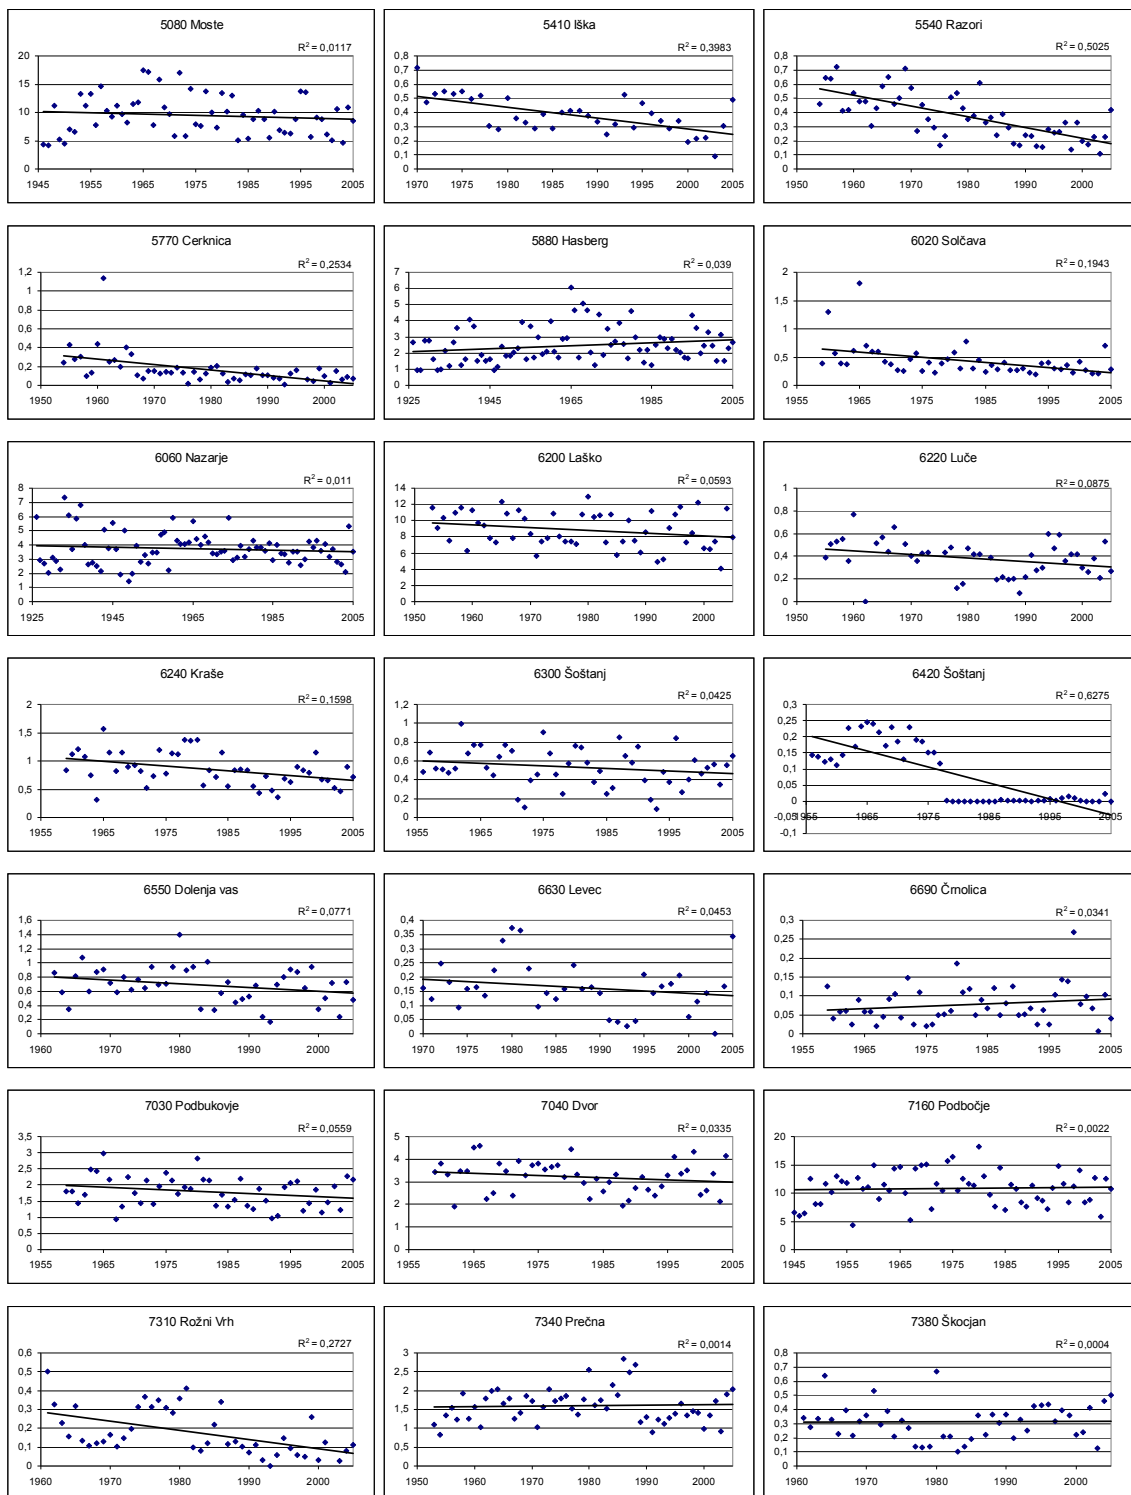 5080 Moste
R² = 0,0117
20
15
10
5
0
1945 1955 1965 1975 1985 1995 2005
5410 Iška
R² = 0,3983
0,8
0,7
0,6
0,5
0,4
0,3
0,2
0,1
0
1970 1975 1980 1985 1990 1995 2000 2005
5540 Razori
R² = 0,5025
0,8
0,7
0,6
0,5
0,4
0,3
0,2
0,1
0
1950 1960 1970 1980 1990 2000
5770 Cerknica
R² = 0,2534
1,2
1
0,8
0,6
0,4
0,2
0
1950 1960 1970 1980 1990 2000
5880 Hasberg
R² = 0,039
7
6
5
4
3
2
1
0
1925 1945 1965 1985 2005
6020 Solčava
R² = 0,1943
2
1,5
1
0,5
0
1955 1965 1975 1985 1995 2005
6060 Nazarje
R² = 0,011
8
7
6
5
4
3
2
1
0
1925 1945 1965 1985 2005
6200 Laško
R² = 0,0593
14
12
10
8
6
4
2
0
1950 1960 1970 1980 1990 2000
6220 Luče
R² = 0,0875
1
0,8
0,6
0,4
0,2
0
1950 1960 1970 1980 1990 2000
6240 Kraše
R² = 0,1598
2
1,5
1
0,5
0
1955 1965 1975 1985 1995 2005
6300 Šoštanj
R² = 0,0425
1,2
1
0,8
0,6
0,4
0,2
0
1955 1965 1975 1985 1995 2005
6420 Šoštanj
R² = 0,6275
0,3
0,25
0,2
0,15
0,1
0,05
0
-0,05
-0,1
1955 1965 1975 1985 1995 2005
6550 Dolenja vas
R² = 0,0771
1,6
1,4
1,2
1
0,8
0,6
0,4
0,2
0
1960 1970 1980 1990 2000
6630 Levec
R² = 0,0453
0,4
0,35
0,3
0,25
0,2
0,15
0,1
0,05
0
1970 1980 1990 2000
6690 Črnolica
R² = 0,0341
0,3
0,25
0,2
0,15
0,1
0,05
0
1955 1965 1975 1985 1995 2005
7030 Podbukovje
R² = 0,0559
3,5
3
2,5
2
1,5
1
0,5
0
1955 1965 1975 1985 1995 2005
7040 Dvor
R² = 0,0335
5
4
3
2
1
0
1955 1965 1975 1985 1995 2005
7160 Podbočje
R² = 0,0022
20
15
10
5
0
1945 1955 1965 1975 1985 1995 2005
7310 Rožni Vrh
R² = 0,2727
0,6
0,5
0,4
0,3
0,2
0,1
0
1960 1970 1980 1990 2000
7340 Prečna
R² = 0,0014
3
2,5
2
1,5
1
0,5
0
1950 1960 1970 1980 1990 2000
7380 Škocjan
R² = 0,0004
0,8
0,7
0,6
0,5
0,4
0,3
0,2
0,1
0
1960 1970 1980 1990 2000